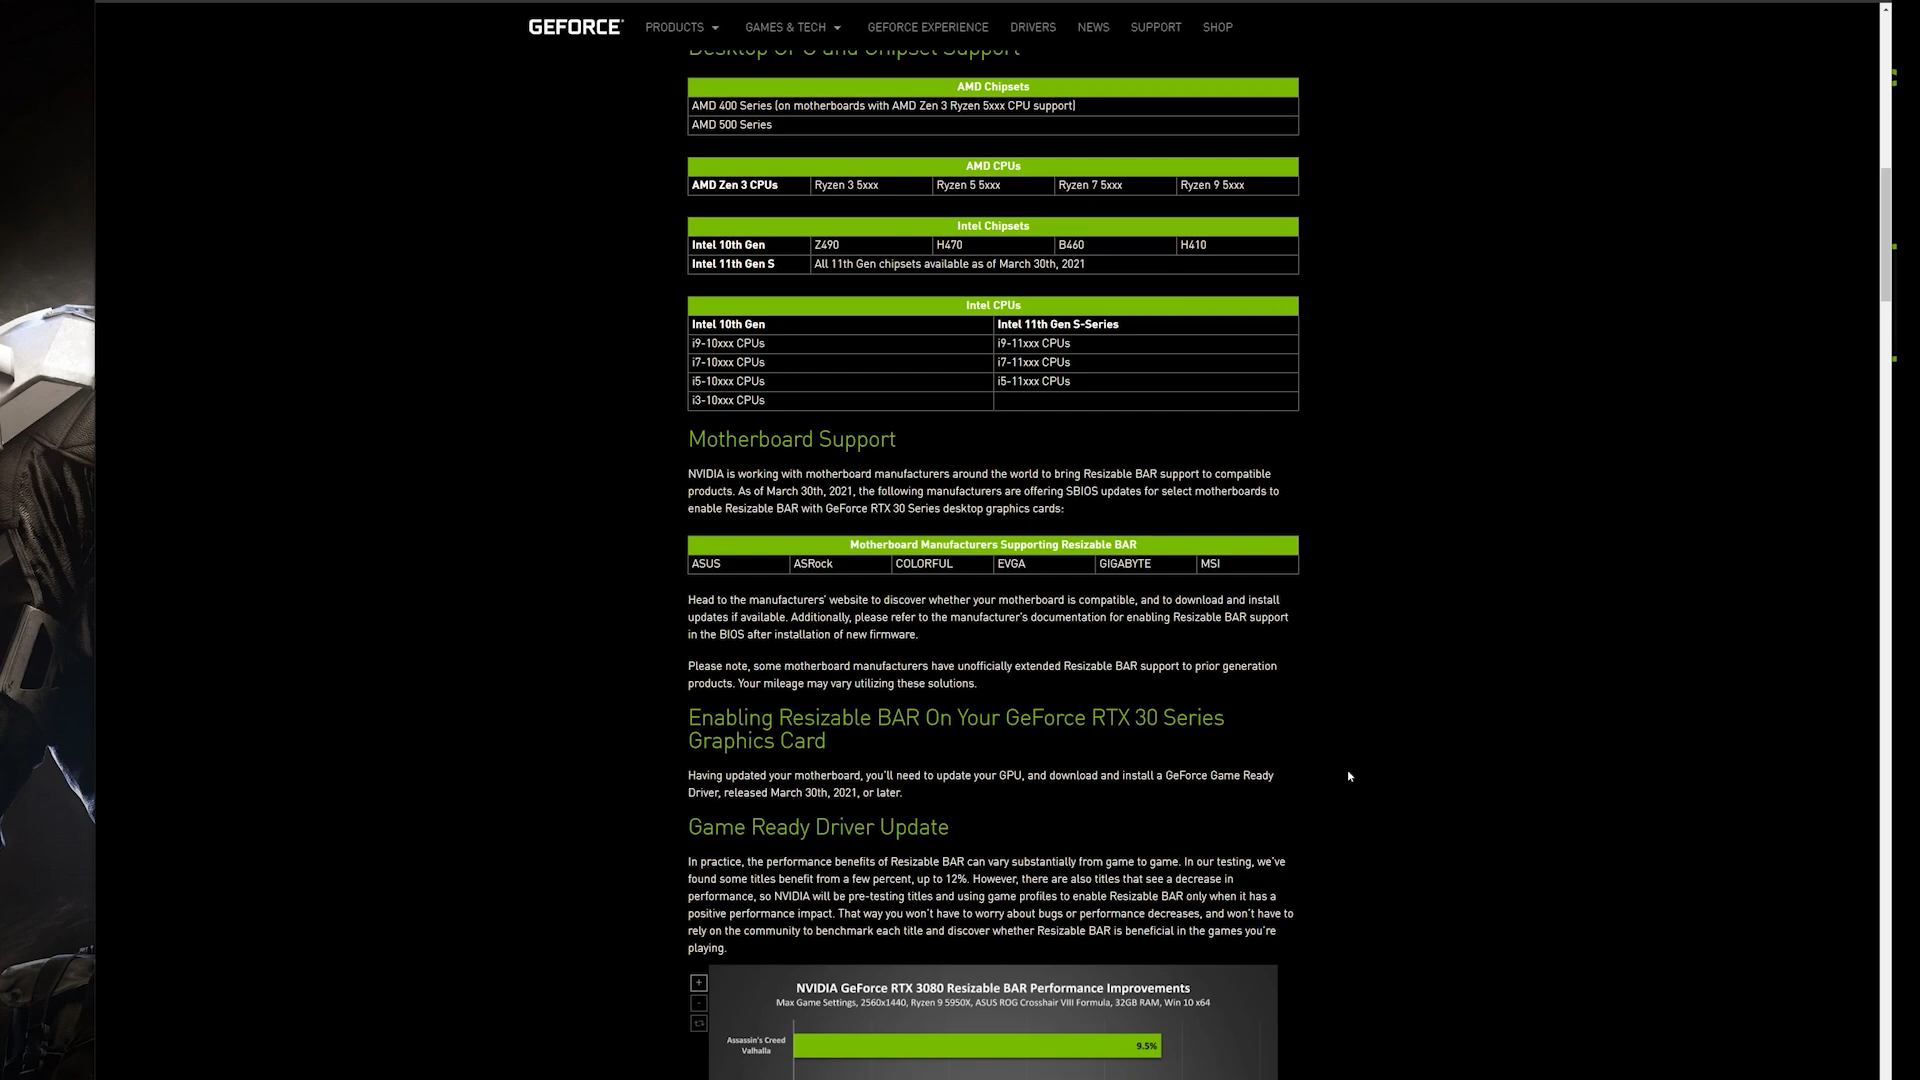 GEFORCE
PRODUCTS
GAMES & TECH
GEFORCE EXPERIENCE
DRIVERS
NEWS
SUPPORT
SHOP
Desktop CPU and Chipset Support
AMD Chipsets
AMD 400 Series (on motherboards with AMD Zen 3 Ryzen 5xxx CPU support)
AMD 500 Series
AMD CPUs
AMD Zen 3 CPUs Ryzen 3 5xxx Ryzen 5 5xxx Ryzen 7 5xxx Ryzen 9 5xxx
Intel Chipsets
Intel 10th Gen Z490 H470 B460 H410
Intel 11th Gen S All 11th Gen chipsets available as of March 30th, 2021
Intel CPUs
Intel 10th Gen Intel 11th Gen S-Series
i9-10xxx CPUs i9-11xxx CPUs
i7-10xxx CPUs i7-11xxx CPUs
i5-10xxx CPUs i5-11xxx CPUs
i3-10xxx CPUs
Motherboard Support
NVIDIA is working with motherboard manufacturers around the world to bring Resizable BAR support to compatible
products. As of March 30th, 2021, the following manufacturers are offering SBIOS updates for select motherboards to
enable Resizable BAR with GeForce RTX 30 Series desktop graphics cards:
Motherboard Manufacturers Supporting Resizable BAR
ASUS ASRock COLORFUL EVGA GIGABYTE MSI
Head to the manufacturers' website to discover whether your motherboard is compatible, and to download and install
updates if available. Additionally, please refer to the manufacturer's documentation for enabling Resizable BAR support
in the BIOS after installation of new firmware.
Please note, some motherboard manufacturers have unofficially extended Resizable BAR support to prior generation
products. Your mileage may vary utilizing these solutions.
Enabling Resizable BAR On Your GeForce RTX 30 Series
Graphics Card
Having updated your motherboard, you'll need to update your GPU, and download and install a GeForce Game Ready
Driver, released March 30th, 2021, or later.
Game Ready Driver Update
In practice, the performance benefits of Resizable BAR can vary substantially from game to game. In our testing, we've
found some titles benefit from a few percent, up to 12%. However, there are also titles that see a decrease in
performance, so NVIDIA will be pre-testing titles and using game profiles to enable Resizable BAR only when it has a
positive performance impact. That way you won't have to worry about bugs or performance decreases, and won't have to
rely on the community to benchmark each title and discover whether Resizable BAR is beneficial in the games you're
playing.
NVIDIA GeForce RTX 3080 Resizable BAR Performance Improvements
Max Game Settings, 2560x1440, Ryzen 9 5950X, ASUS ROG Crosshair VIII Formula, 32GB RAM, Win 10 x64
Assassin's Creed
Valhalla
9.5%